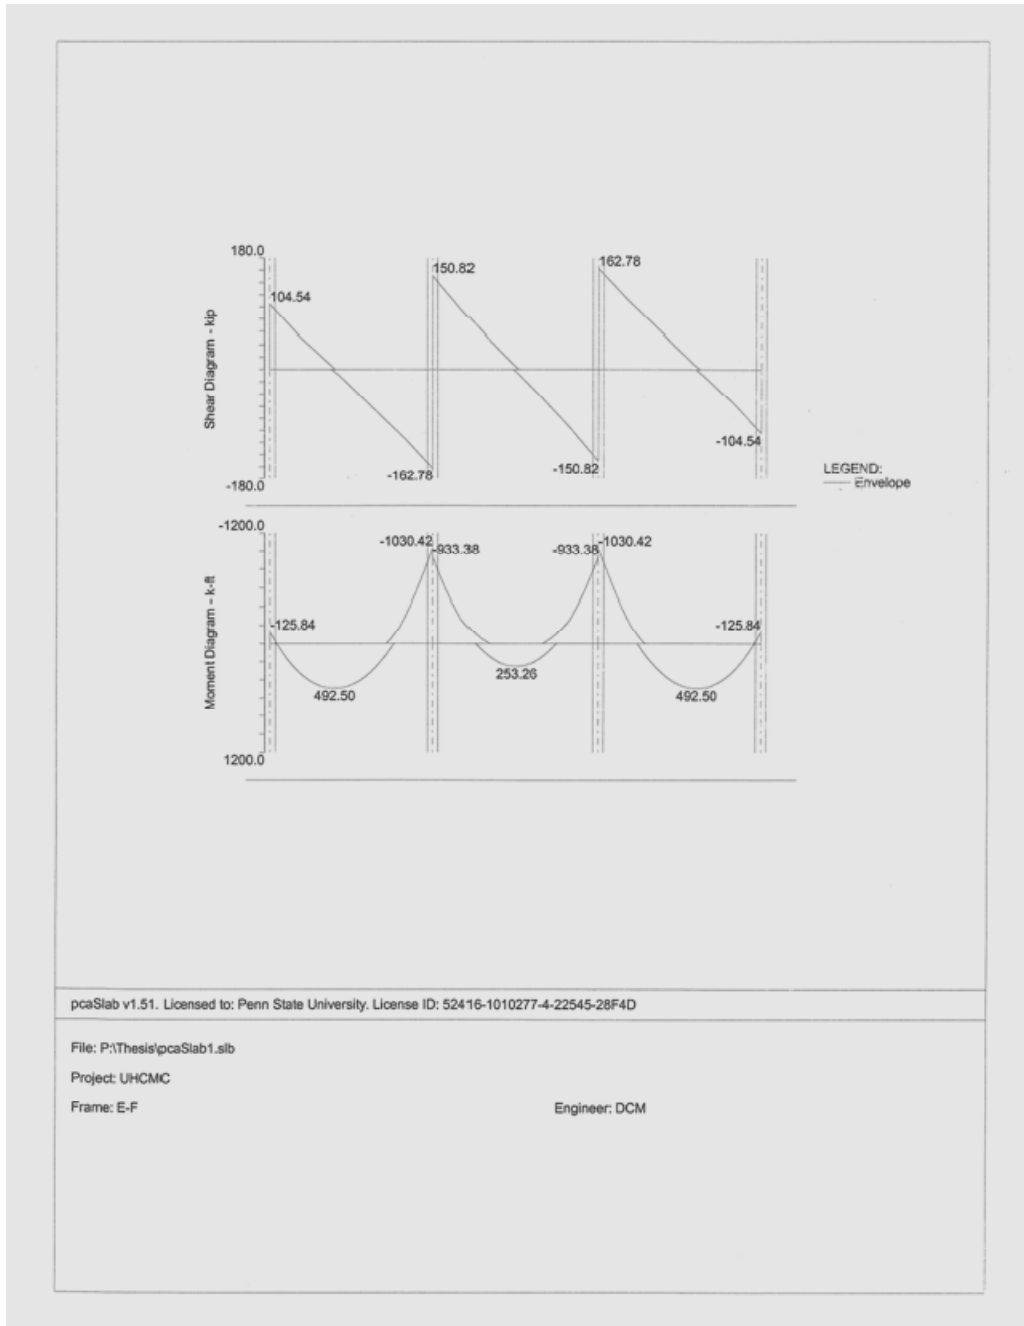 180.0
Shear Diagram - kip
104.54
150.82
162.78
-162.78
-150.82
-104.54
-180.0
LEGEND:
Envelope
-1200.0
Moment Diagram - k-ft
-1030.42
-933.38
-933.38
-1030.42
-125.84
-125.84
492.50
253.26
492.50
1200.0
pcaSlab v1.51. Licensed to: Penn State University. License ID: 52416-1010277-4-22545-28F4D
File: P:\Thesis\pcaSlab1.slb
Project: UHCMC
Frame: E-F
Engineer: DCM